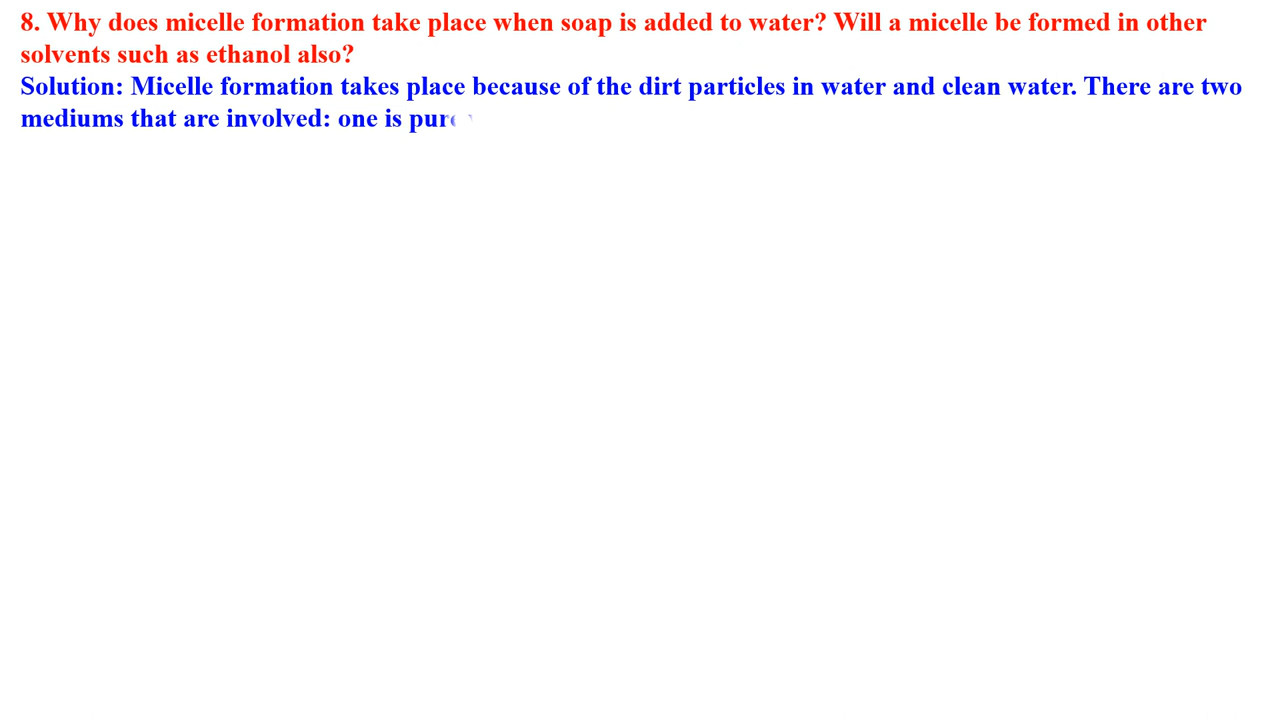 8. Why does micelle formation take place when soap is added to water? Will a micelle be formed in other
solvents such as ethanol also?
Solution: Micelle formation takes place because of the dirt particles in water and clean water. There are two
mediums that are involved: one is pure